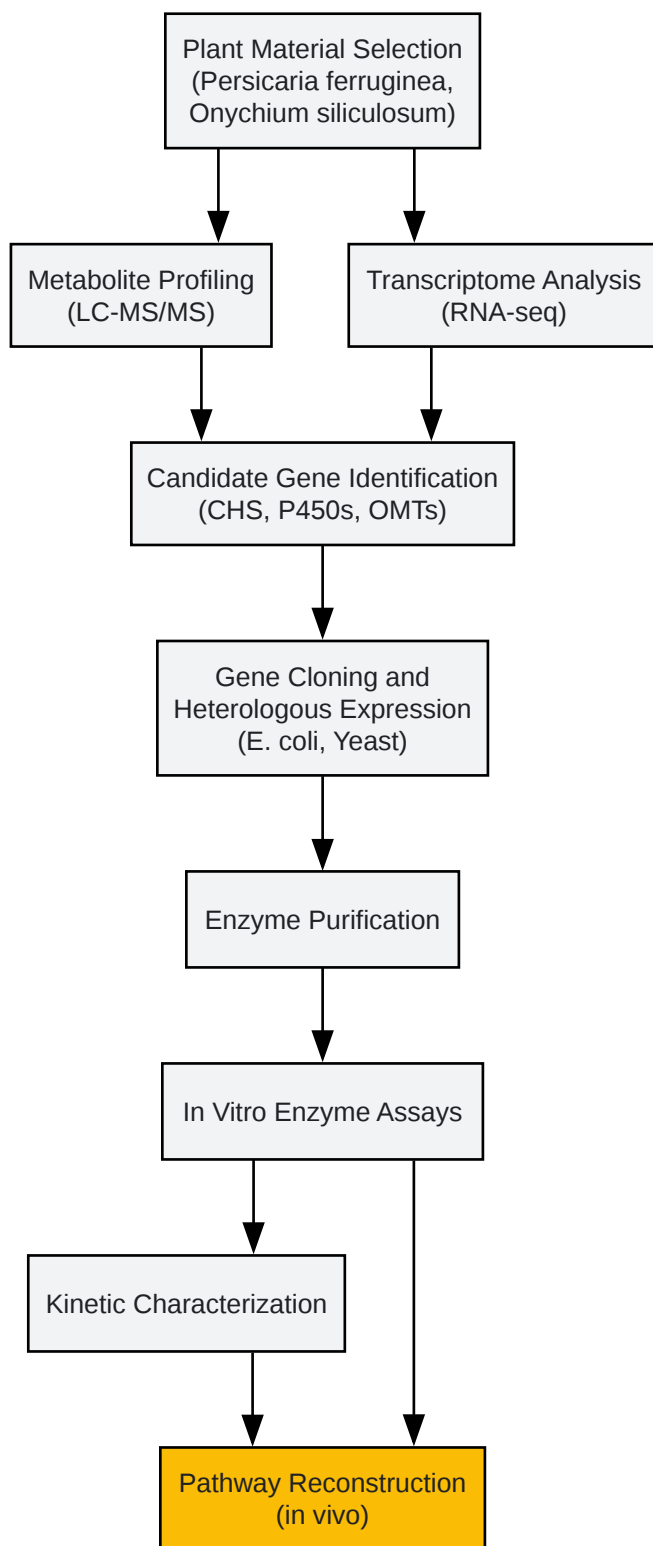 Plant Material Selection
(Persicaria ferruginea,
Onychium siliculosum)
Metabolite Profiling
(LC-MS/MS)
Transcriptome Analysis
(RNA-seq)
Candidate Gene Identification
(CHS, P450s, OMTs)
Gene Cloning and
Heterologous Expression
(E. coli, Yeast)
Enzyme Purification
In Vitro Enzyme Assays
Kinetic Characterization
Pathway Reconstruction
(in vivo)